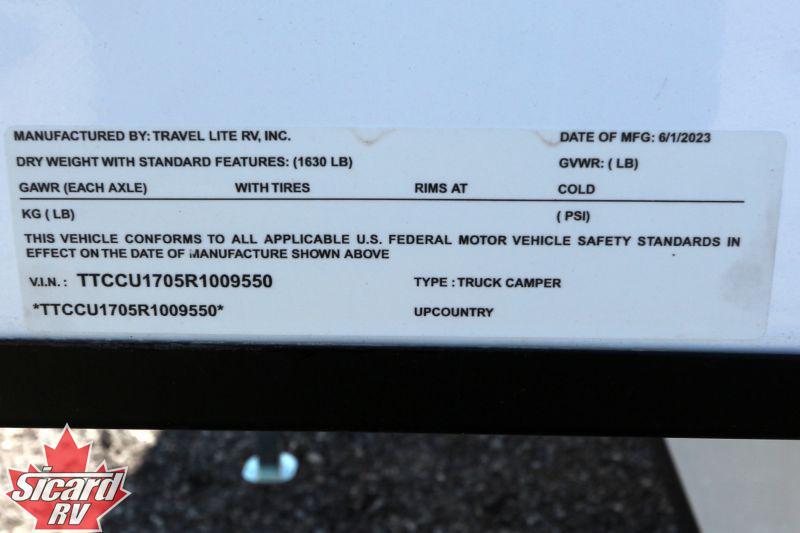 MANUFACTURED BY: TRAVEL LITE RV, INC. DATE OF MFG: 6/1/2023
DRY WEIGHT WITH STANDARD FEATURES: (1630 LB) GVWR: ( LB)
GAWR (EACH AXLE) WITH TIRES RIMS AT COLD
KG ( LB) ( PSI)
THIS VEHICLE CONFORMS TO ALL APPLICABLE U.S. FEDERAL MOTOR VEHICLE SAFETY STANDARDS IN
EFFECT ON THE DATE OF MANUFACTURE SHOWN ABOVE
V.I.N. : TTCCU1705R1009550 TYPE : TRUCK CAMPER
*TTCCU1705R1009550* UPCOUNTRY
Sicard
RV